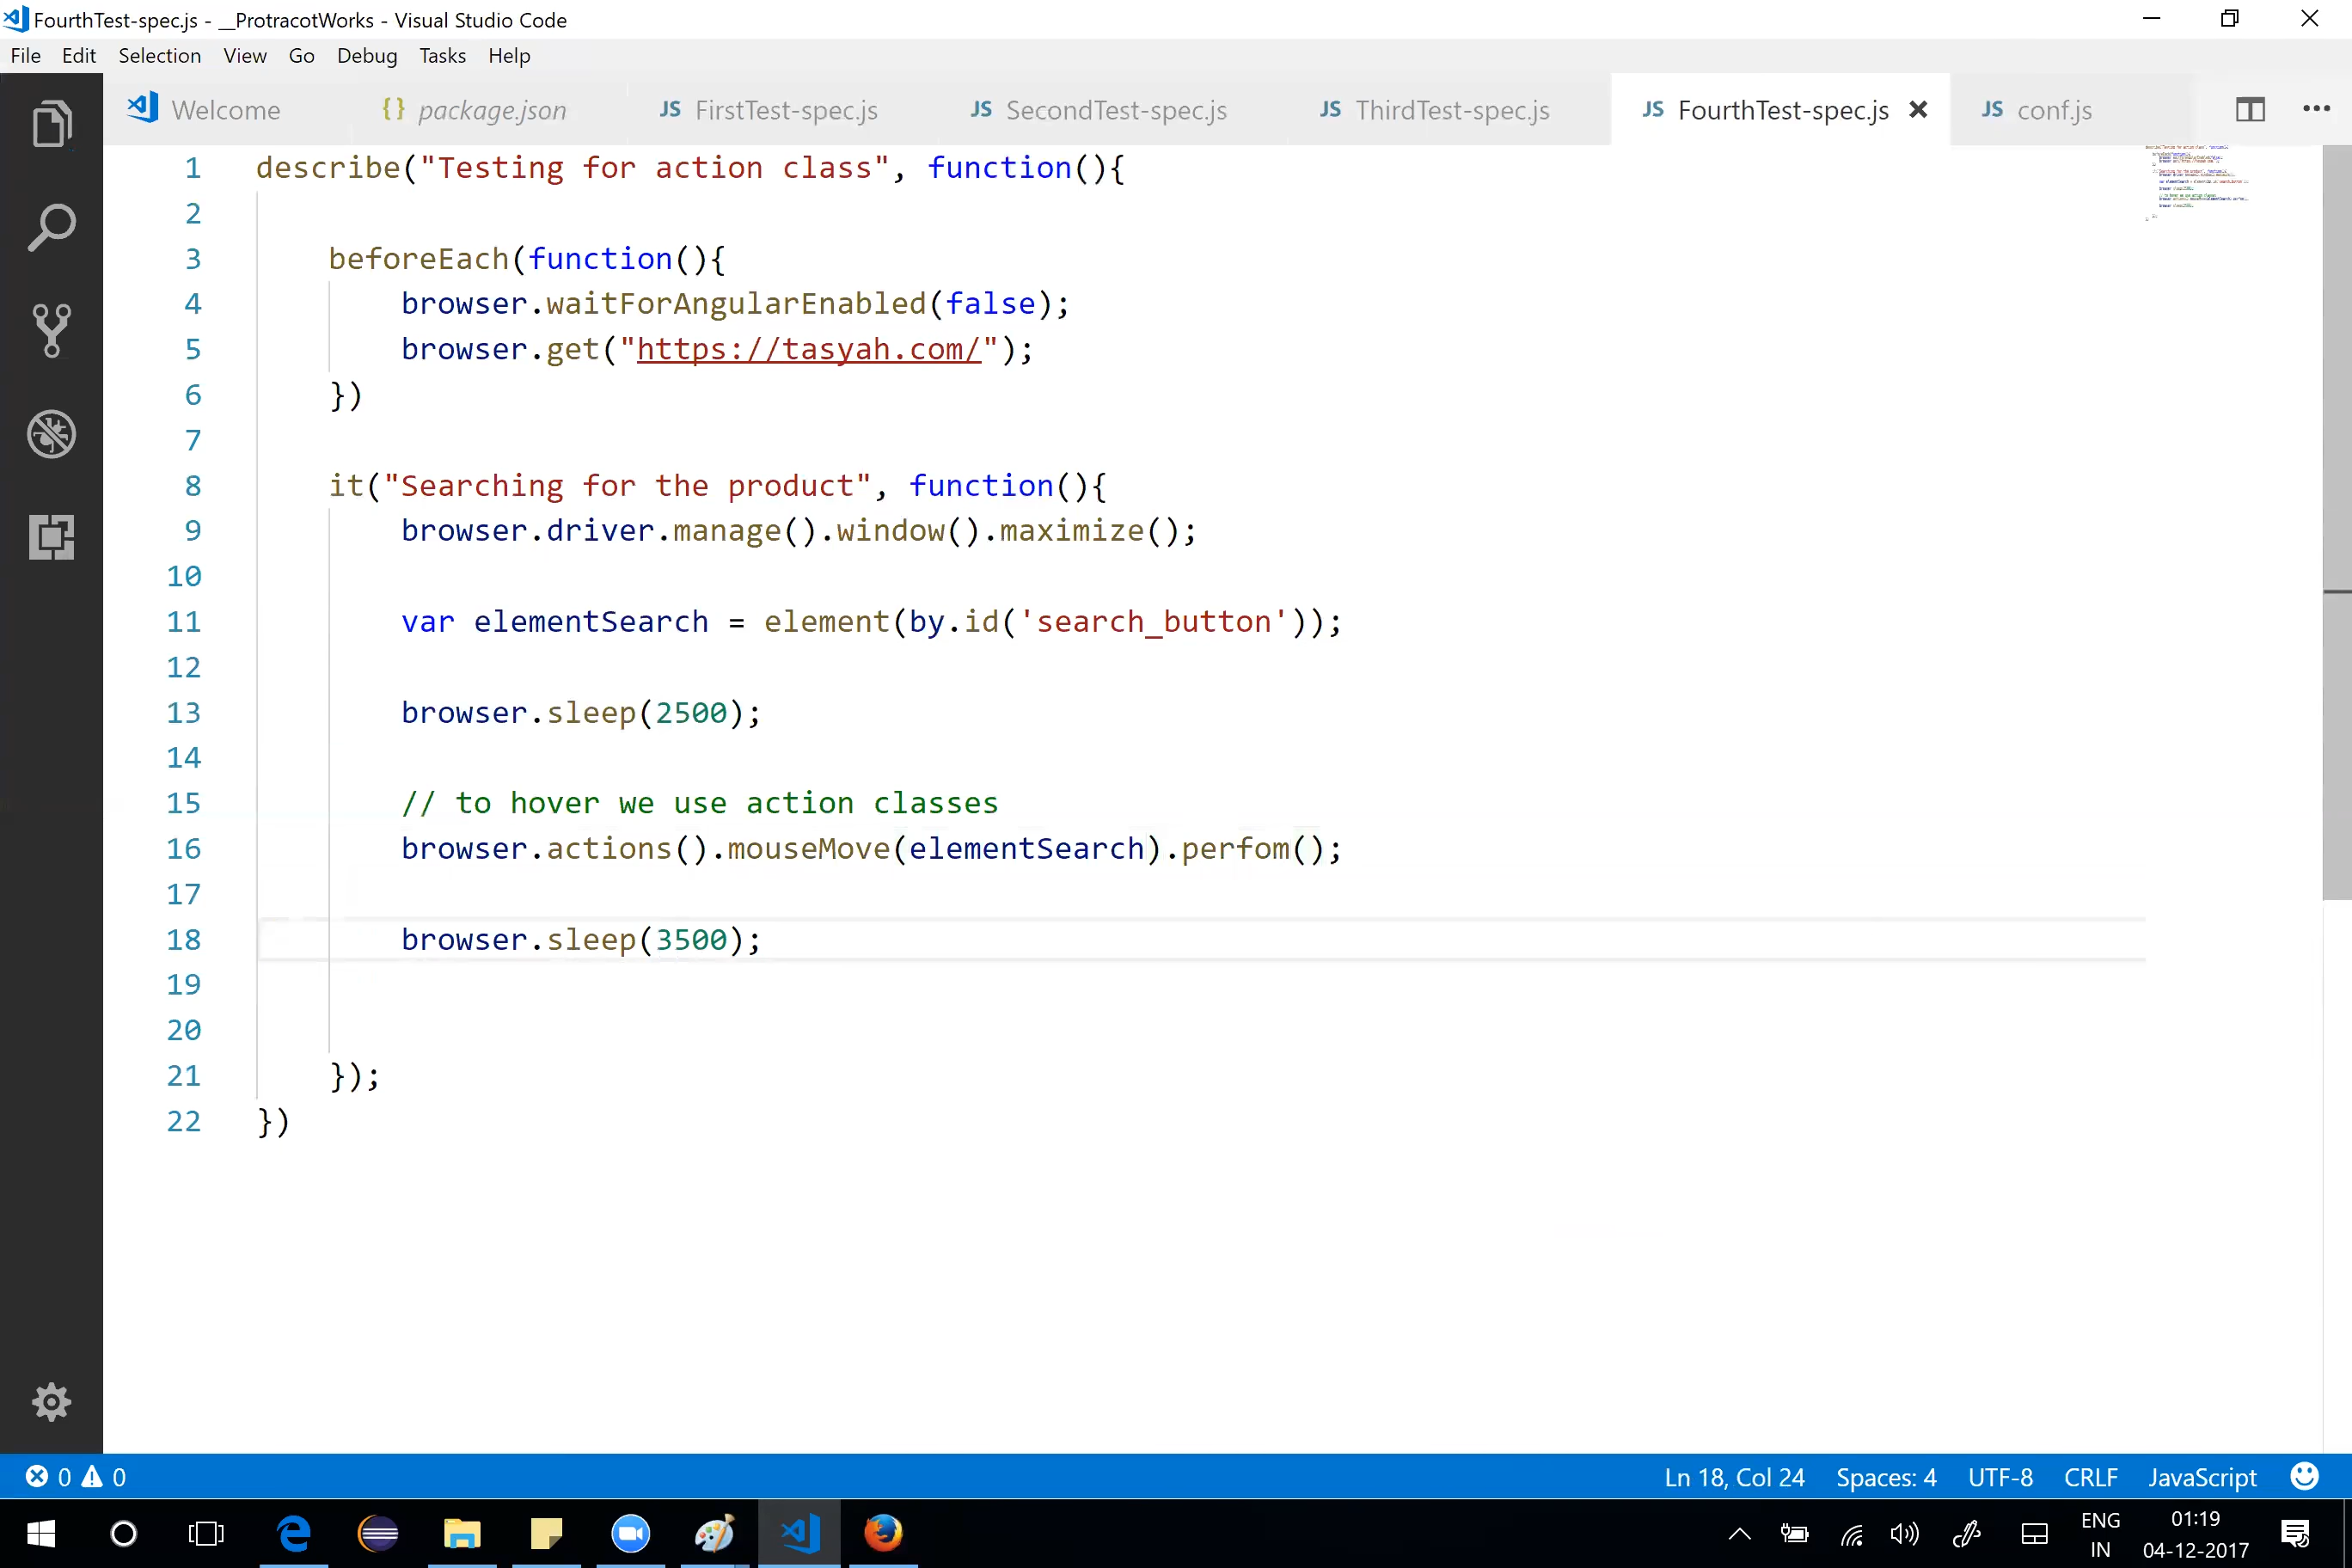 FourthTest-spec.js - __ProtracotWorks - Visual Studio Code
File Edit Selection View Go Debug Tasks Help
Welcome {} package.json JS FirstTest-spec.js JS SecondTest-spec.js JS ThirdTest-spec.js JS FourthTest-spec.js JS conf.js
1 describe("Testing for action class", function(){
2
3 beforeEach(function(){
4 browser.waitForAngularEnabled(false);
5 browser.get("https://tasyah.com/");
6 })
7
8 it("Searching for the product", function(){
9 browser.driver.manage().window().maximize();
10
11 var elementSearch = element(by.id('search_button'));
12
13 browser.sleep(2500);
14
15 // to hover we use action classes
16 browser.actions().mouseMove(elementSearch).perfom();
17
18 browser.sleep(3500);
19
20
21 });
22 })
0 0 Ln 18, Col 24 Spaces: 4 UTF-8 CRLF JavaScript
ENG 01:19
IN 04-12-2017